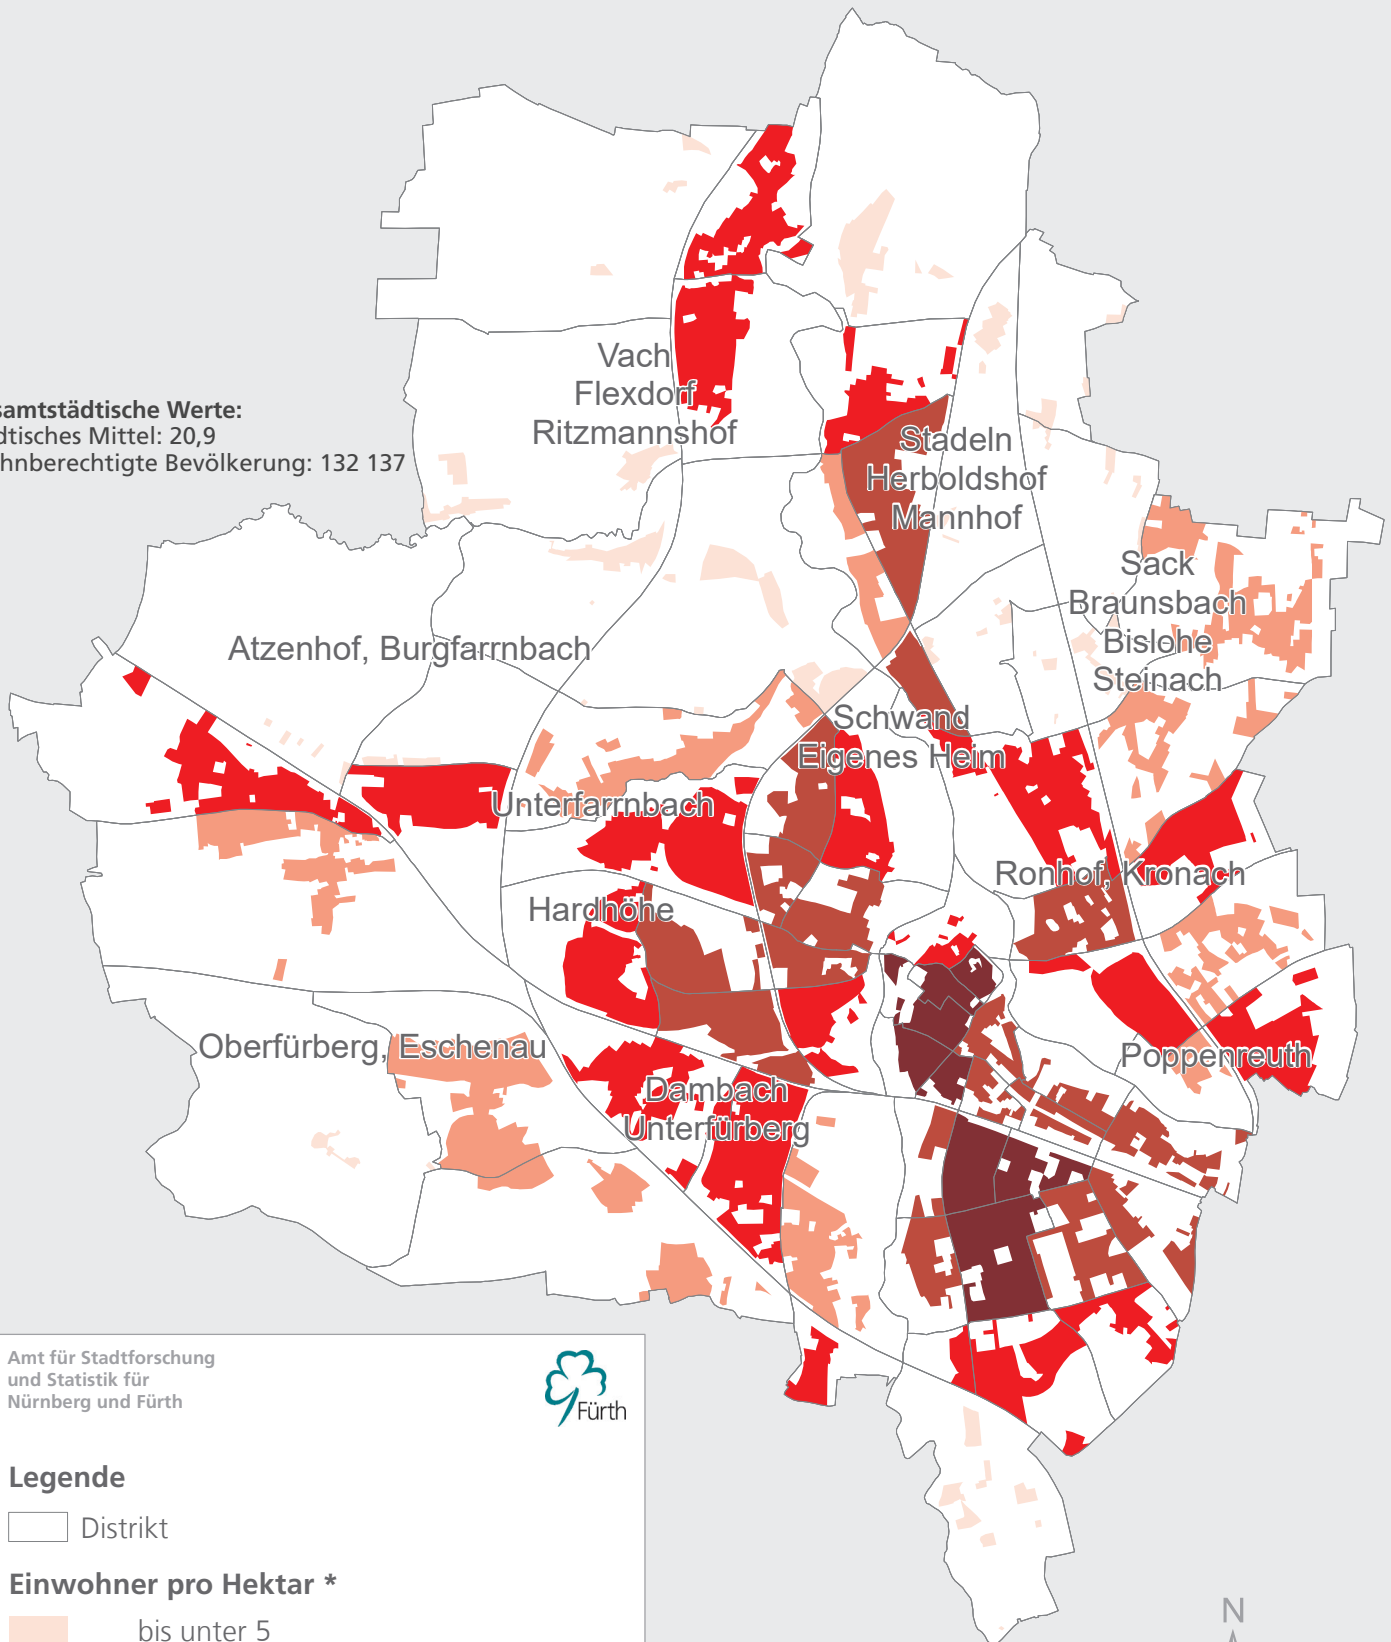 samtstädtische Werte:
dtisches Mittel: 20,9
hnberechtigte Bevölkerung: 132 137
Vach
Flexdorf
Ritzmannshof
Stadeln
Herboldshof
Mannhof
Sack
Braunsbach
Bislohe
Steinach
Atzenhof, Burgfarrnbach
Schwand
Eigenes Heim
Unterfarrnbach
Ronhof, Kronach
Hardhöhe
Oberfürberg, Eschenau
Poppenreuth
Dambach
Unterfürberg
Amt für Stadtforschung
und Statistik für
Nürnberg und Fürth
Fürth
Legende
Distrikt
Einwohner pro Hektar *
bis unter 5
N